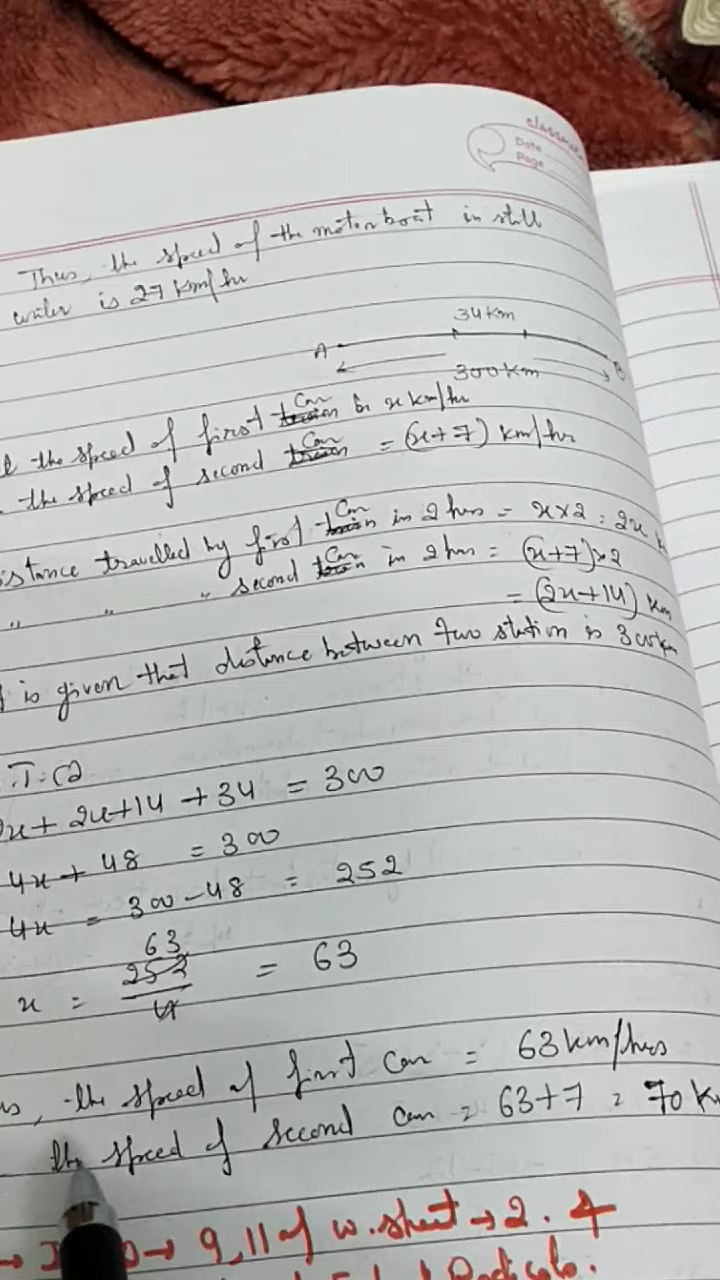 classma
Date
Page
Thus, the speed of the motorboat in still
water is 27 km/hr
34 Km
A
B
300 Km
the speed of first Car be x km/hr
the speed of second Car = (x+7) km/hr
istance travelled by first Car in 2 hrs = x×2 = 2x k
" " " second Car in 2 hrs = (x+7)×2
= (2x+14) Km
is given that distance between two station is 300 km
2x + 2x+14 + 34 = 300
4x + 48 = 300
4x = 300-48 = 252
63
x = 252/4 = 63
s, the speed of first car = 63 km/hrs
the speed of second car = 63+7 = 70 K
→ 9,11 of w.sheet → 2.4